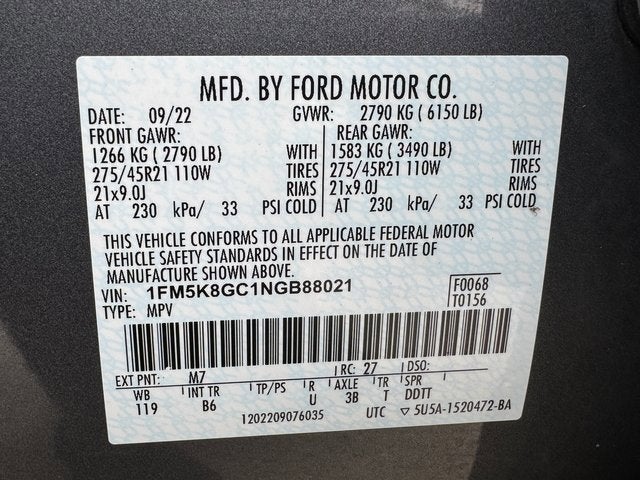 MFD. BY FORD MOTOR CO.
DATE: 09/22 GVWR: 2790 KG ( 6150 LB)
FRONT GAWR: REAR GAWR:
1266 KG ( 2790 LB) WITH 1583 KG ( 3490 LB) WITH
275/45R21 110W TIRES 275/45R21 110W TIRES
21x9.0J RIMS 21x9.0J RIMS
AT 230 kPa/ 33 PSI COLD AT 230 kPa/ 33 PSI COLD
THIS VEHICLE CONFORMS TO ALL APPLICABLE FEDERAL MOTOR
VEHICLE SAFETY STANDARDS IN EFFECT ON THE DATE OF
MANUFACTURE SHOWN ABOVE.
VIN: 1FM5K8GC1NGB88021 F0068
TYPE: MPV T0156
EXT PNT: M7 RC: 27 DSO:
WB INT TR TP/PS R AXLE TR SPR
119 B6 U 3B T DDTT
1202209076035 UTC ▽ 5U5A-1520472-BA